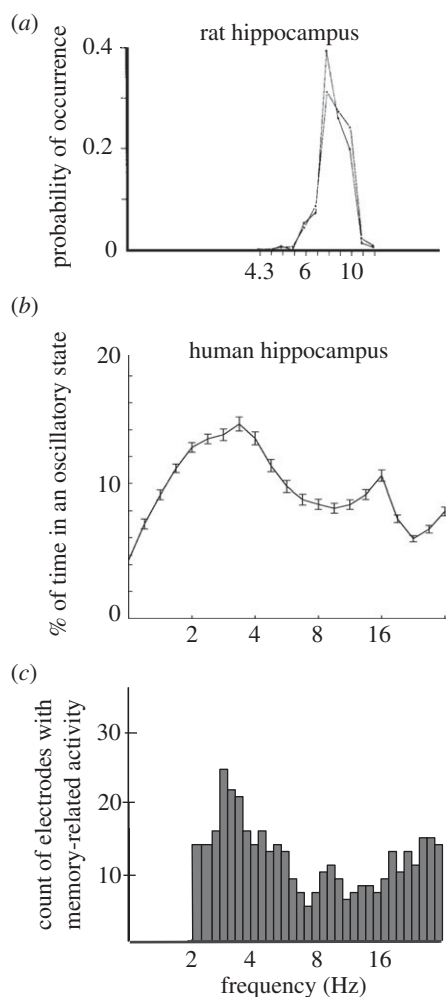 (a)
rat hippocampus
probability of occurrence
0.4
0.2
0
4.3 6 10
(b)
human hippocampus
% of time in an oscillatory state
20
10
0
2 4 8 16
(c)
count of electrodes with
memory-related activity
30
20
10
2 4 8 16
frequency (Hz)